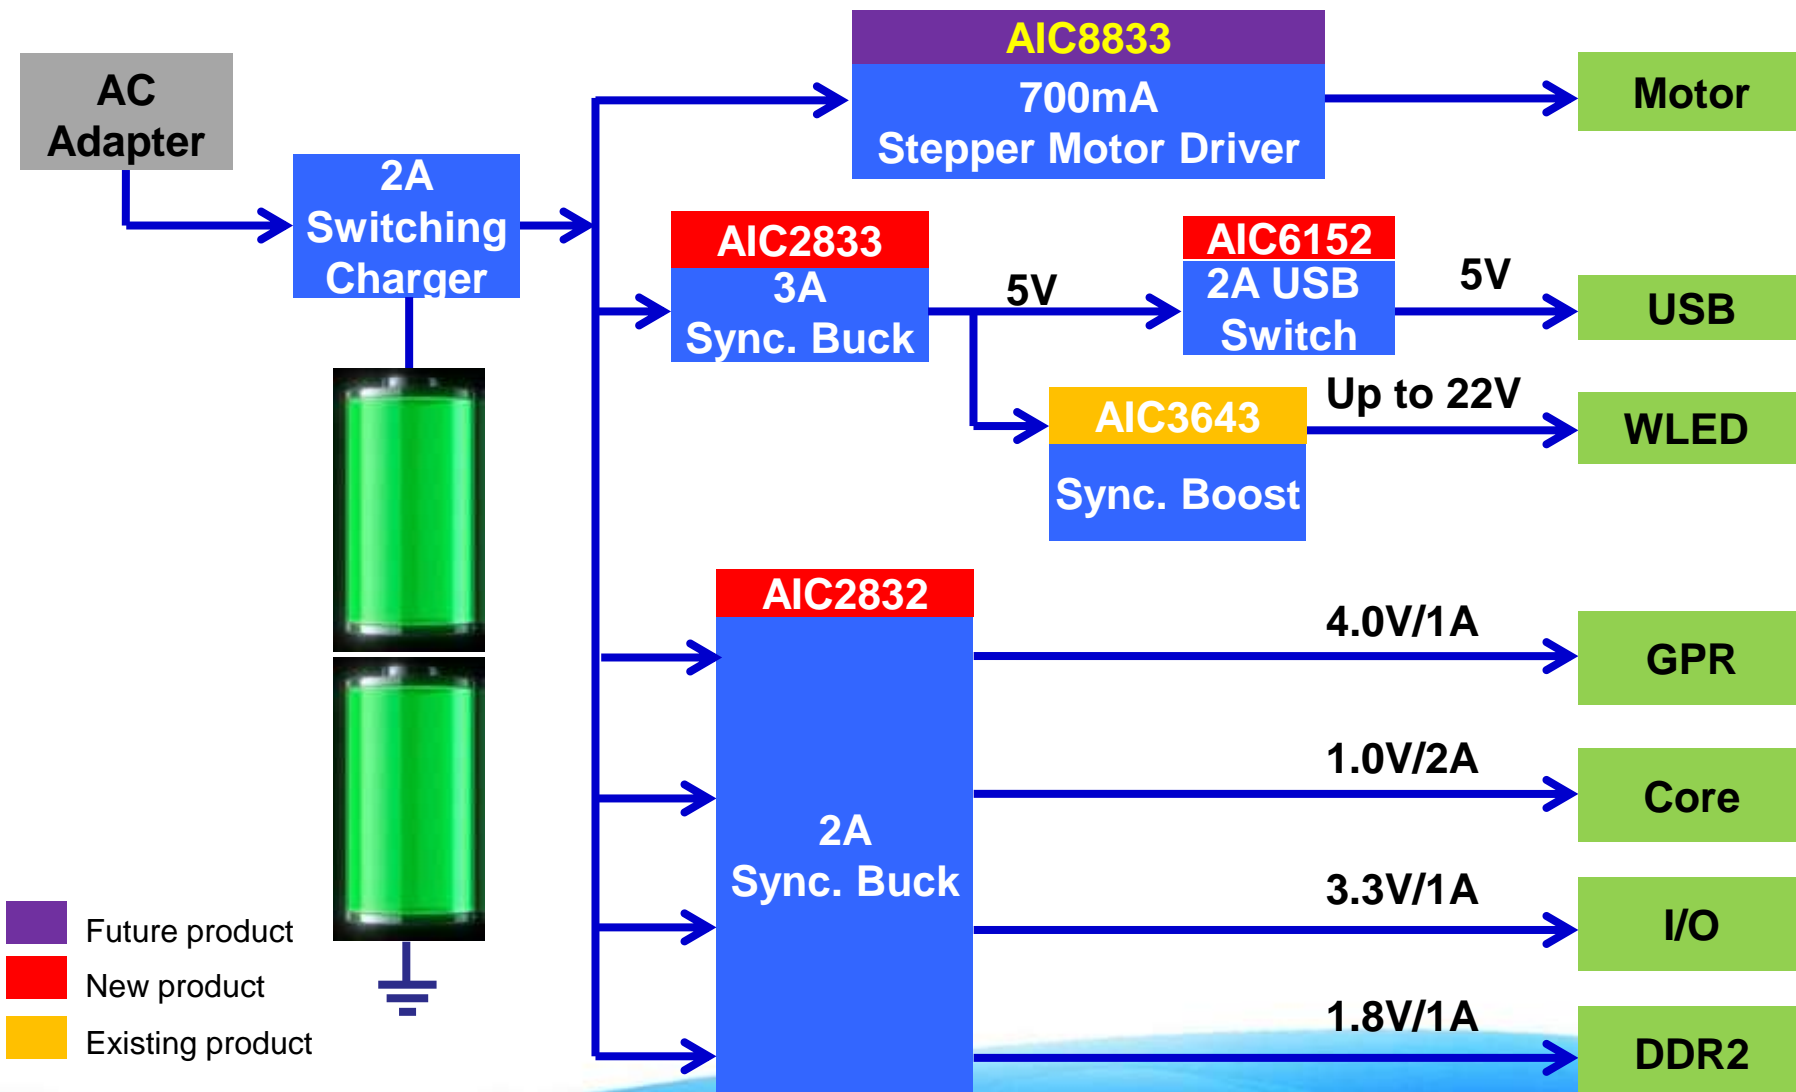 AC
Adapter
2A
Switching
Charger
AIC8833
700mA
Stepper Motor Driver
Motor
AIC2833
3A
Sync. Buck
5V
AIC6152
2A USB
Switch
5V
USB
AIC3643
Sync. Boost
Up to 22V
WLED
AIC2832
2A
Sync. Buck
4.0V/1A
GPR
1.0V/2A
Core
3.3V/1A
I/O
1.8V/1A
DDR2
Future product
New product
Existing product